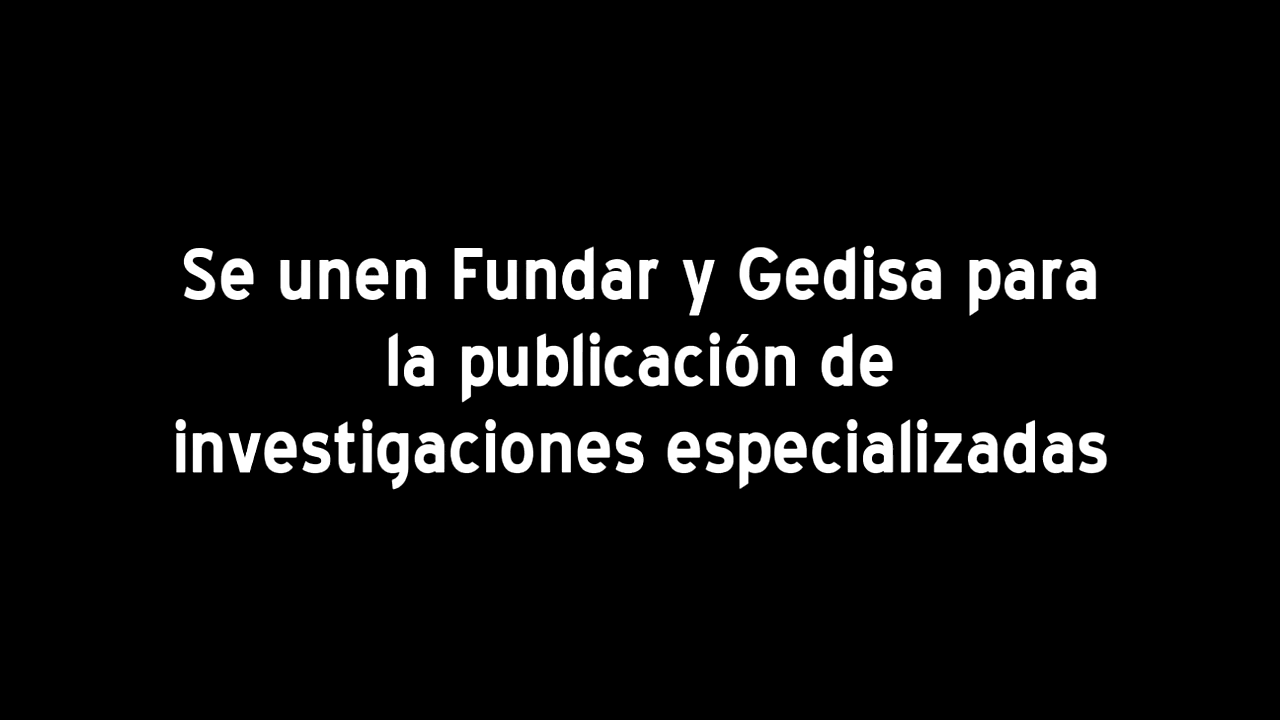 Se unen Fundar y Gedisa para
la publicación de
investigaciones especializadas